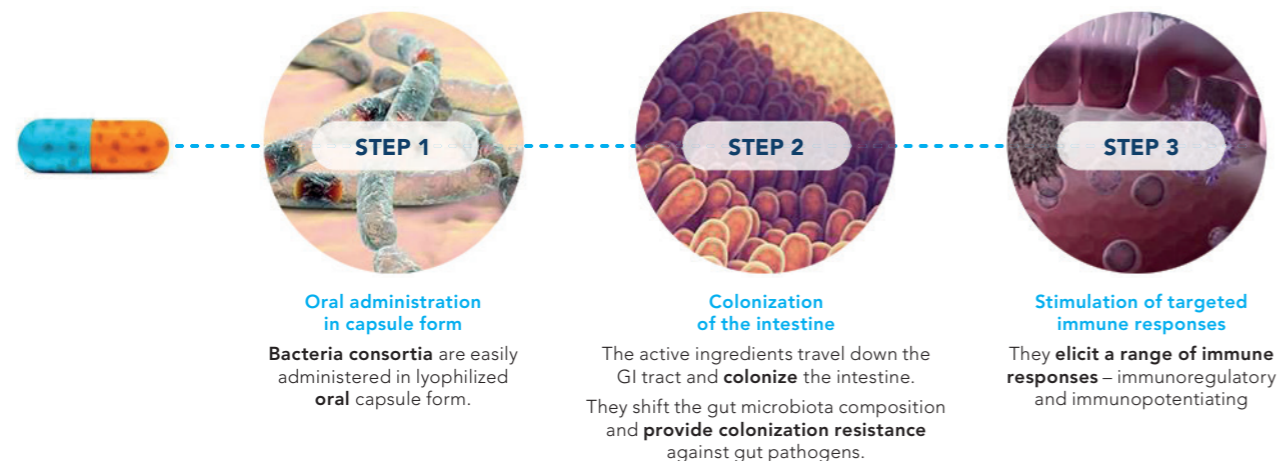 STEP 1
Oral administration
in capsule form
Bacteria consortia are easily
administered in lyophilized
oral capsule form.
STEP 2
Colonization
of the intestine
The active ingredients travel down the
GI tract and colonize the intestine.
They shift the gut microbiota composition
and provide colonization resistance
against gut pathogens.
STEP 3
Stimulation of targeted
immune responses
They elicit a range of immune
responses – immunoregulatory
and immunopotentiating